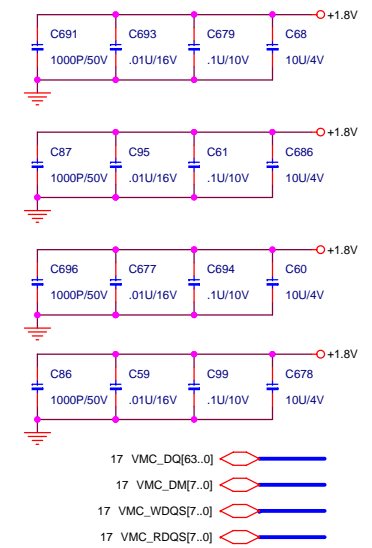 +1.8V
C691 C693 C679 C68
1000P/50V .01U/16V .1U/10V 10U/4V
+1.8V
C87 C95 C61 C686
1000P/50V .01U/16V .1U/10V 10U/4V
+1.8V
C696 C677 C694 C60
1000P/50V .01U/16V .1U/10V 10U/4V
+1.8V
C86 C59 C99 C678
1000P/50V .01U/16V .1U/10V 10U/4V
17 VMC_DQ[63..0]
17 VMC_DM[7..0]
17 VMC_WDQS[7..0]
17 VMC_RDQS[7..0]